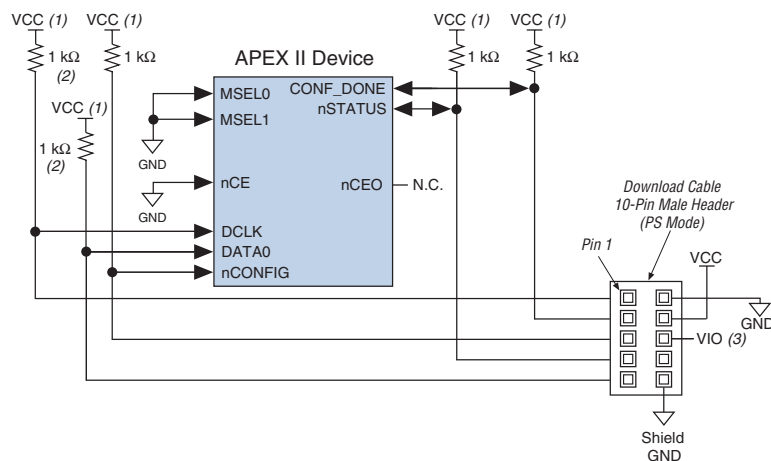 VCC (1)
VCC (1)
VCC (1)
VCC (1)
1 kΩ
(2)
1 kΩ
1 kΩ
1 kΩ
APEX II Device
VCC (1)
1 kΩ
(2)
MSEL0
MSEL1
GND
nCE
GND
DCLK
DATA0
nCONFIG
CONF_DONE
nSTATUS
nCEO
N.C.
Download Cable
10-Pin Male Header
(PS Mode)
Pin 1
VCC
GND
VIO (3)
Shield
GND